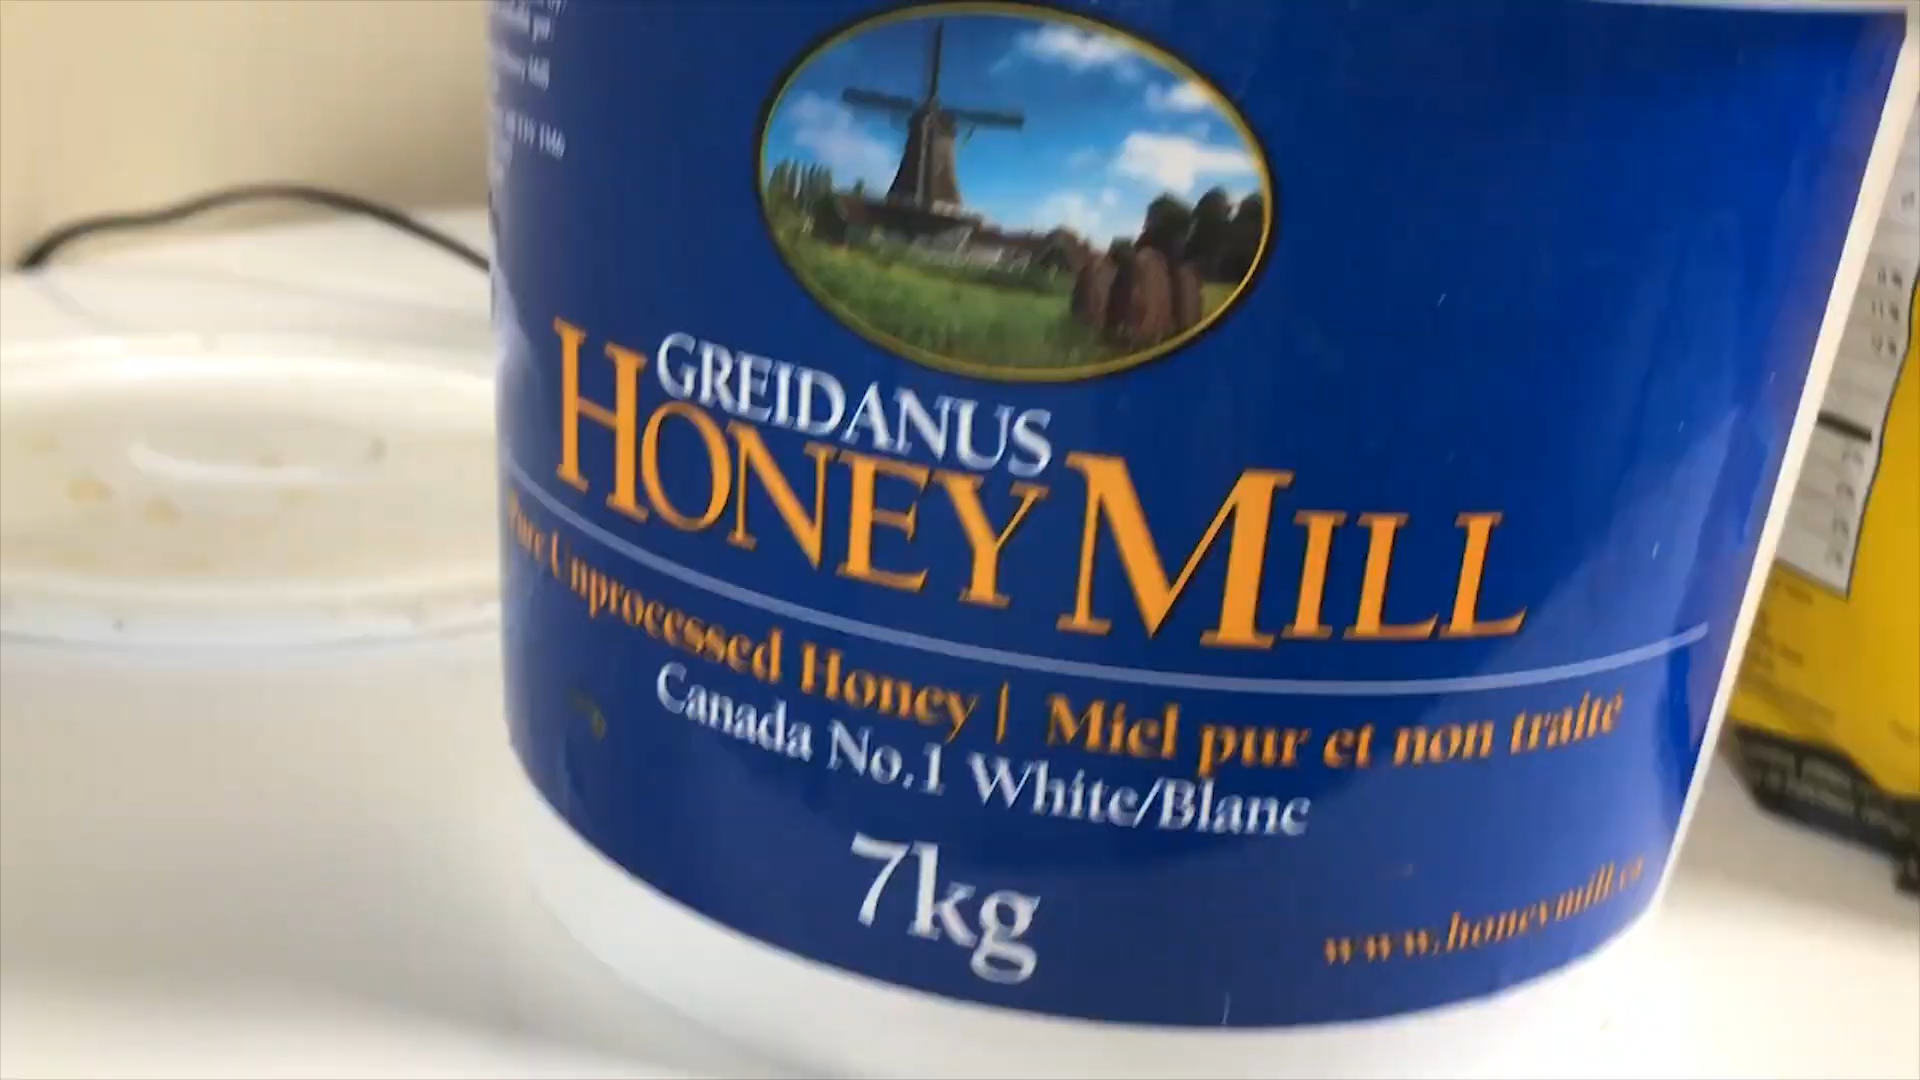 GREIDANUS
HONEY MILL
Pure Unprocessed Honey | Miel pur et non traité
Canada No.1 White/Blanc
7kg
www.honeymill.ca